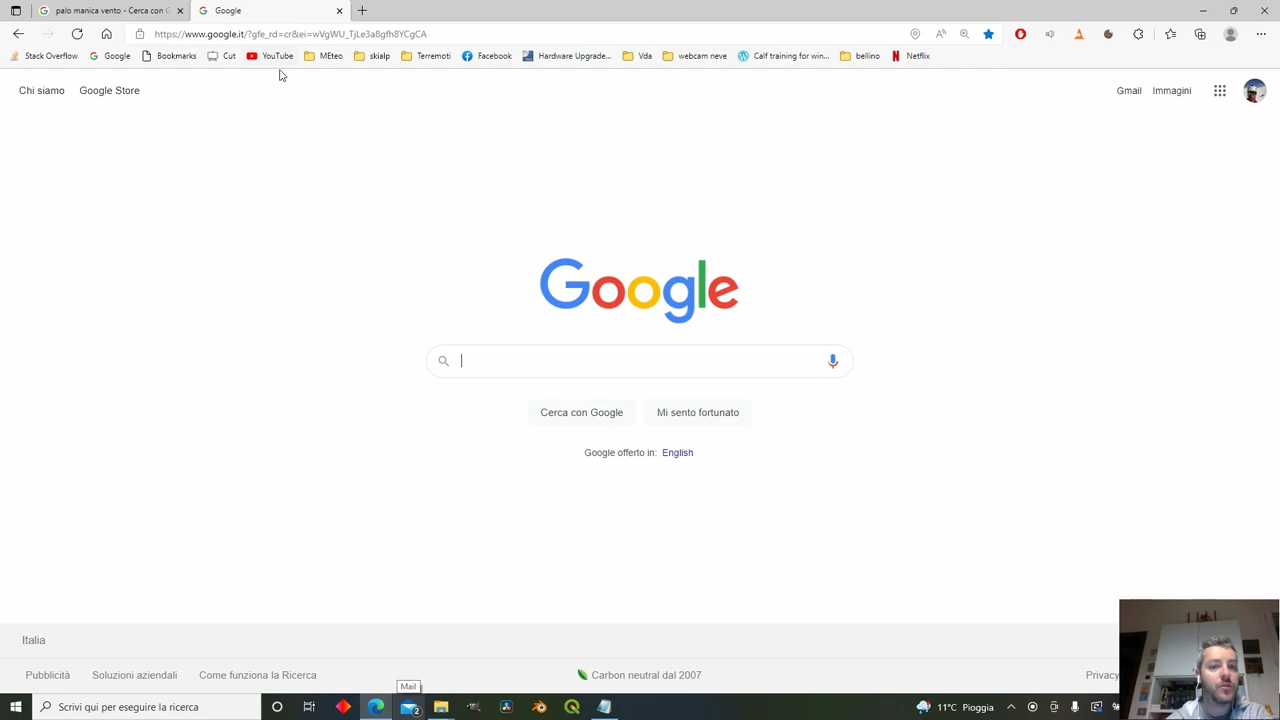 palo manica vento - Cerca con G
Google
https://www.google.it/?gfe_rd=cr&ei=wVgWU_TjLe3a8gfh8YCgCA
Stack Overflow
Google
Bookmarks
Cut
YouTube
MEteo
skialp
Terremoti
Facebook
Hardware Upgrade...
Vda
webcam neve
Calf training for win...
bellino
Netflix
Chi siamo
Google Store
Gmail
Immagini
Google
Cerca con Google
Mi sento fortunato
Google offerto in: English
Italia
Pubblicità
Soluzioni aziendali
Come funziona la Ricerca
Carbon neutral dal 2007
Privacy
Mail
Scrivi qui per eseguire la ricerca
2
11°C Pioggia